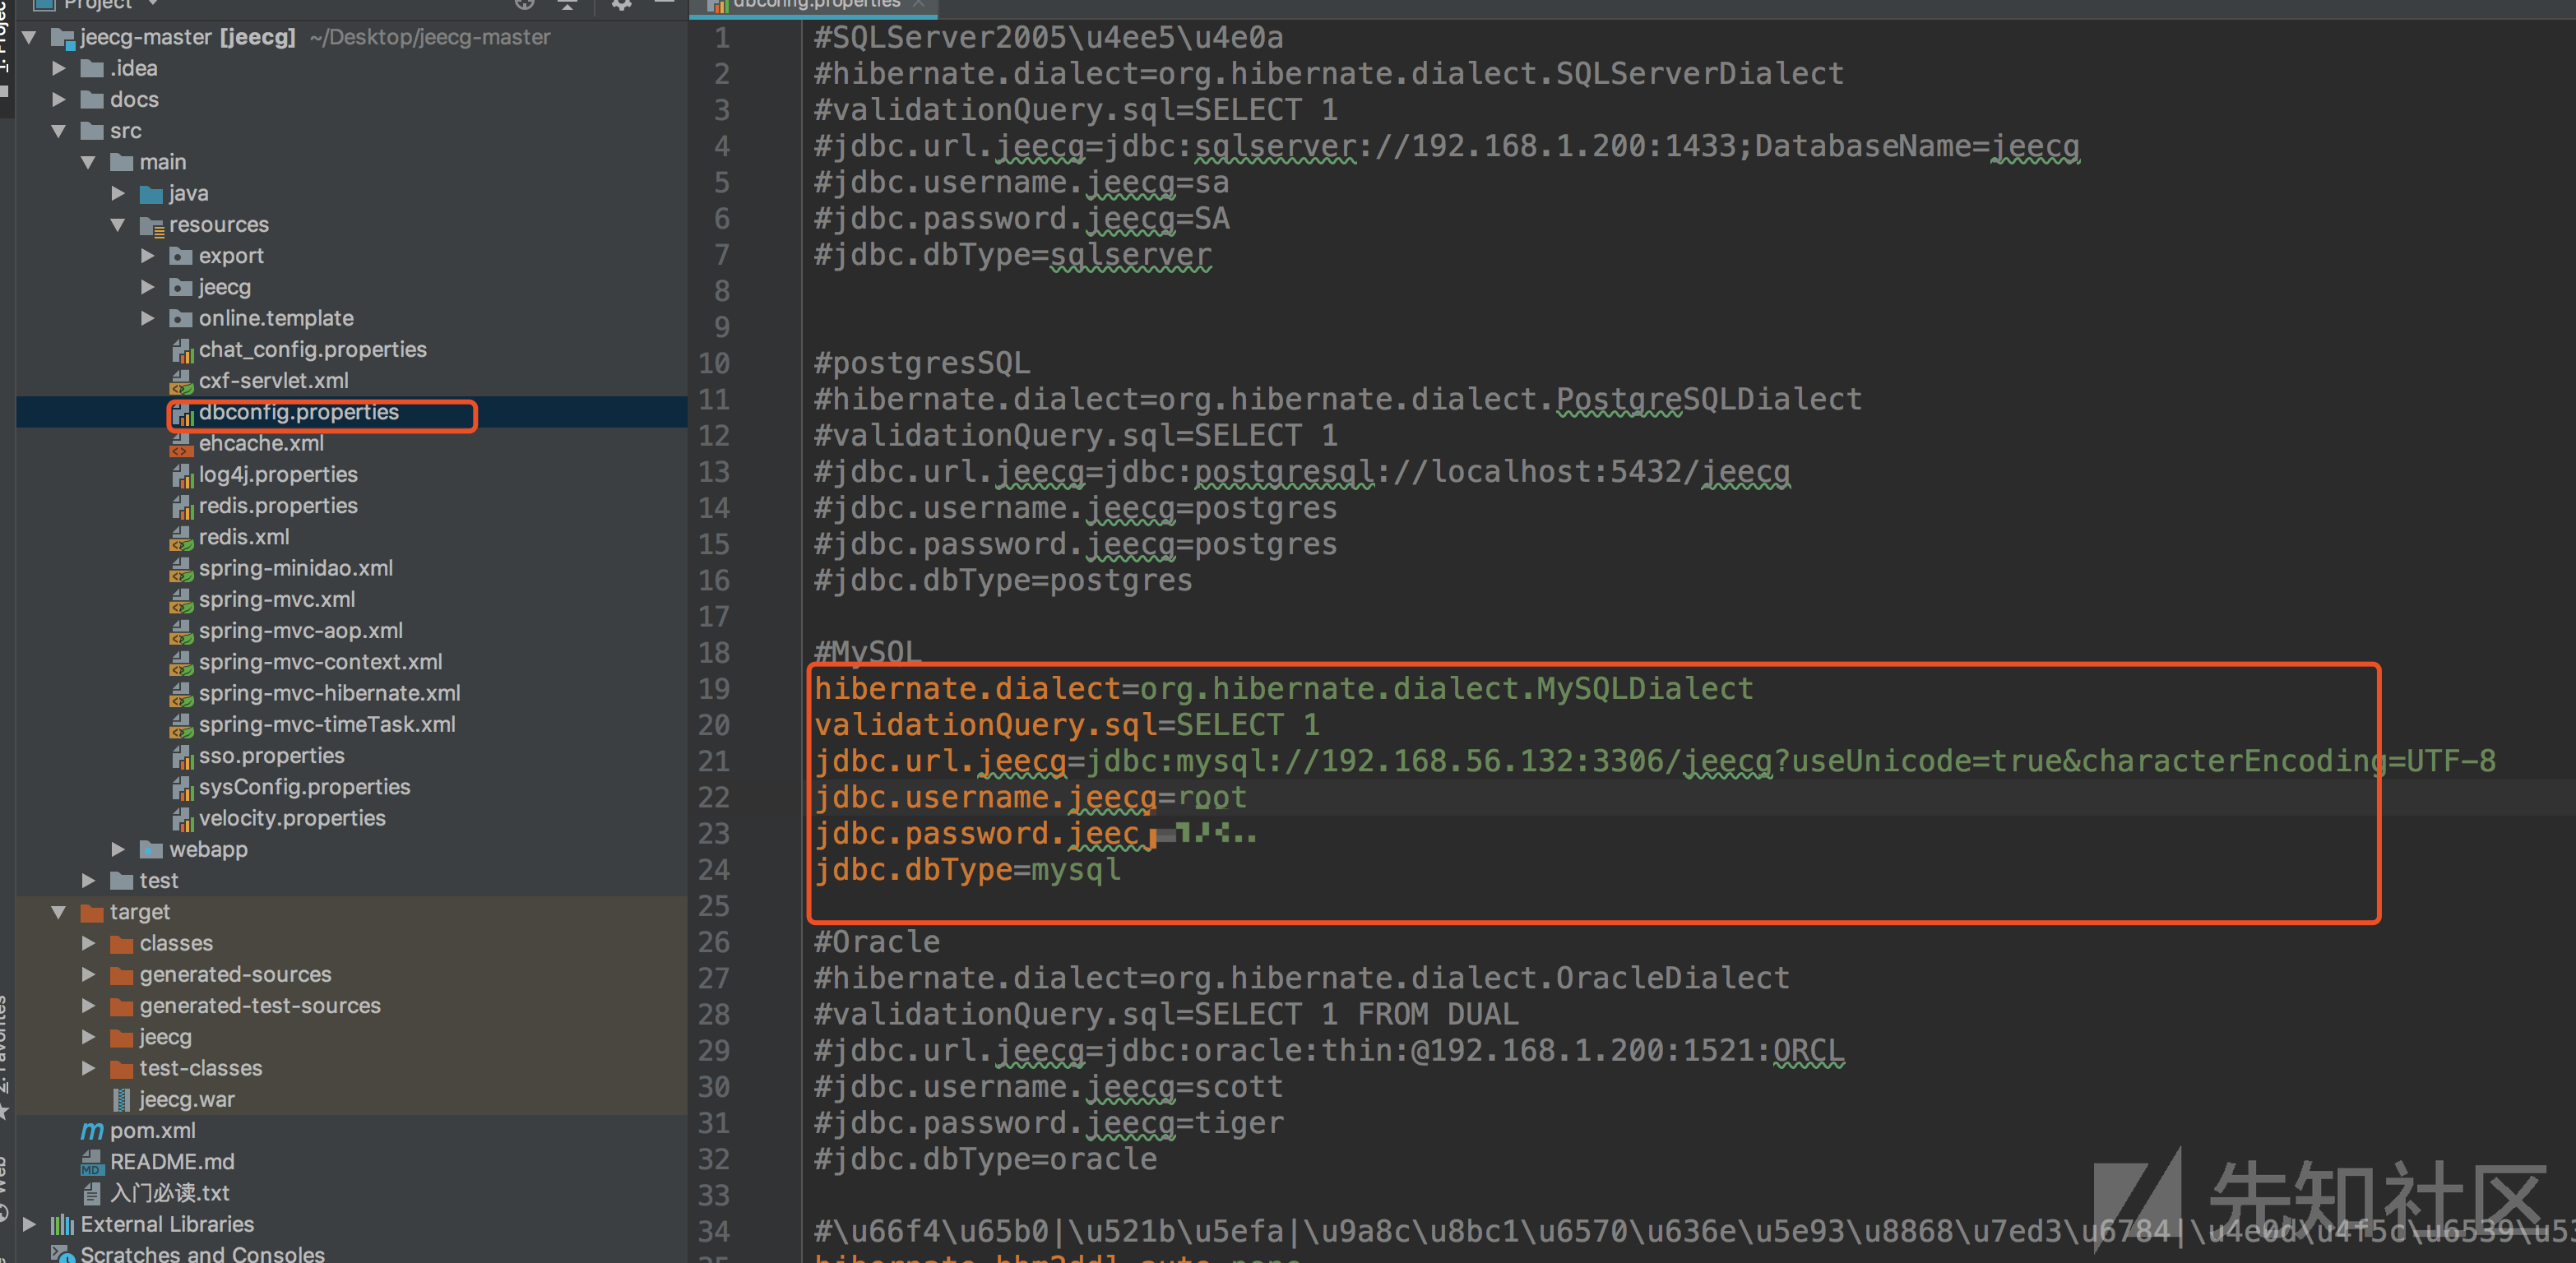 Project
dbconfig.properties
jeecg-master [jeecg] ~/Desktop/jeecg-master
.idea
docs
src
main
java
resources
export
jeecg
online.template
chat_config.properties
cxf-servlet.xml
dbconfig.properties
ehcache.xml
log4j.properties
redis.properties
redis.xml
spring-minidao.xml
spring-mvc.xml
spring-mvc-aop.xml
spring-mvc-context.xml
spring-mvc-hibernate.xml
spring-mvc-timeTask.xml
sso.properties
sysConfig.properties
velocity.properties
webapp
test
target
classes
generated-sources
generated-test-sources
jeecg
test-classes
jeecg.war
pom.xml
README.md
入门必读.txt
External Libraries
Scratches and Consoles
1 #SQLServer2005\u4ee5\u4e0a
2 #hibernate.dialect=org.hibernate.dialect.SQLServerDialect
3 #validationQuery.sql=SELECT 1
4 #jdbc.url.jeecg=jdbc:sqlserver://192.168.1.200:1433;DatabaseName=jeecg
5 #jdbc.username.jeecg=sa
6 #jdbc.password.jeecg=SA
7 #jdbc.dbType=sqlserver
8
9
10 #postgresSQL
11 #hibernate.dialect=org.hibernate.dialect.PostgreSQLDialect
12 #validationQuery.sql=SELECT 1
13 #jdbc.url.jeecg=jdbc:postgresql://localhost:5432/jeecg
14 #jdbc.username.jeecg=postgres
15 #jdbc.password.jeecg=postgres
16 #jdbc.dbType=postgres
17
18 #MySQL
19 hibernate.dialect=org.hibernate.dialect.MySQLDialect
20 validationQuery.sql=SELECT 1
21 jdbc.url.jeecg=jdbc:mysql://192.168.56.132:3306/jeecg?useUnicode=true&characterEncoding=UTF-8
22 jdbc.username.jeecg=root
23 jdbc.password.jeec
24 jdbc.dbType=mysql
25
26 #Oracle
27 #hibernate.dialect=org.hibernate.dialect.OracleDialect
28 #validationQuery.sql=SELECT 1 FROM DUAL
29 #jdbc.url.jeecg=jdbc:oracle:thin:@192.168.1.200:1521:ORCL
30 #jdbc.username.jeecg=scott
31 #jdbc.password.jeecg=tiger
32 #jdbc.dbType=oracle
33
34 #\u66f4\u65b0|\u521b\u5efa|\u9a8c\u8bc1\u6570\u636e\u5e93\u8868\u7ed3\u6784|\u4e0d\u4f5c\u6539\u53
先知社区